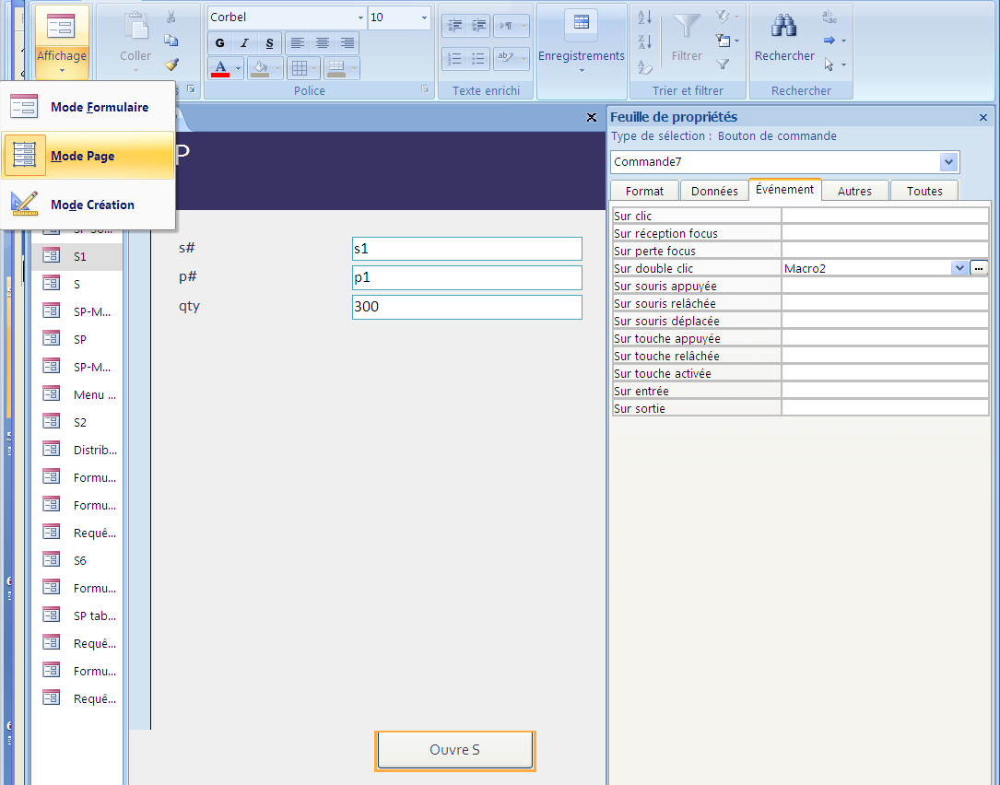 Corbel
10
G I S
A
A
Z
Z
A
ab
ac
Affichage
Coller
Enregistrements
Filtrer
Rechercher
Police
Texte enrichi
Trier et filtrer
Rechercher
Mode Formulaire
Mode Page
Mode Création
P
Feuille de propriétés
Type de sélection : Bouton de commande
Commande7
Format
Données
Événement
Autres
Toutes
Sur clic
Sur réception focus
Sur perte focus
Sur double clic
Macro2
...
Sur souris appuyée
Sur souris relâchée
Sur souris déplacée
Sur touche appuyée
Sur touche relâchée
Sur touche activée
Sur entrée
Sur sortie
s#
s1
p#
p1
qty
300
S1
S
SP-M...
SP
SP-M...
Menu ...
S2
Distrib...
Formu...
Formu...
Requê...
S6
Formu...
SP tab...
Requê...
Formu...
Requê...
Ouvre S